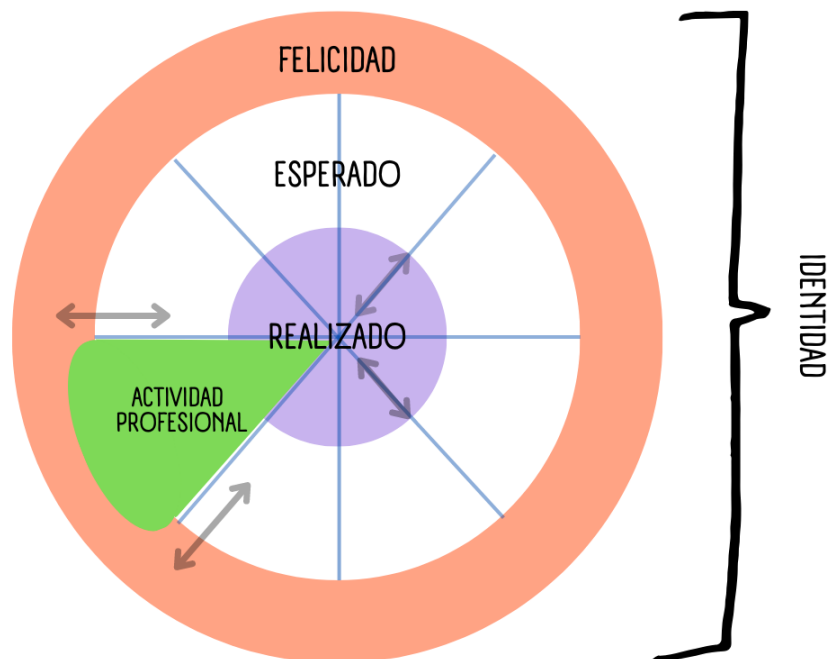 FELICIDAD
ESPERADO
REALIZADO
ACTIVIDAD
PROFESIONAL
IDENTIDAD